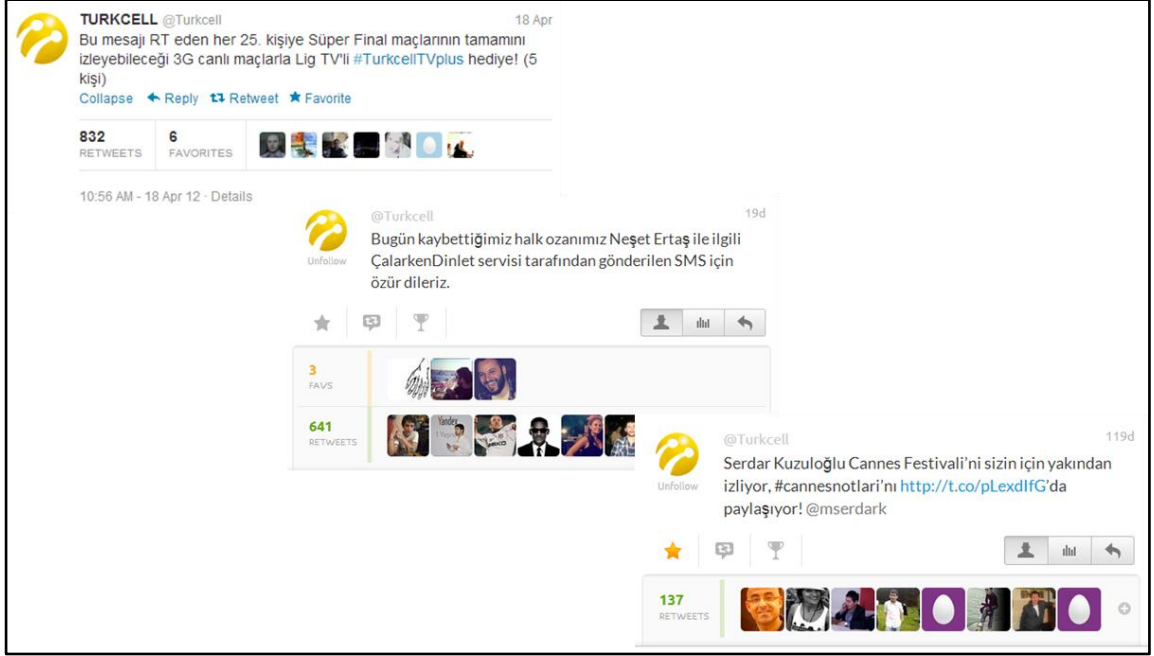 TURKCELL @Turkcell 18 Apr
Bu mesajı RT eden her 25. kişiye Süper Final maçlarının tamamını
izleyebileceği 3G canlı maçlarla Lig TV'li #TurkcellTVplus hediye! (5
kişi)
Collapse Reply Retweet Favorite
832 6
RETWEETS FAVORITES
10:56 AM - 18 Apr 12 · Details
@Turkcell 19d
Bugün kaybettiğimiz halk ozanımız Neşet Ertaş ile ilgili
ÇalarkenDinlet servisi tarafından gönderilen SMS için
özür dileriz.
Unfollow
3
FAVS
641
RETWEETS
Yandex
@Turkcell 119d
Serdar Kuzuloğlu Cannes Festivali'ni sizin için yakından
izliyor, #cannesnotlari'nı http://t.co/pLexdIfG'da
paylaşıyor! @mserdark
Unfollow
137
RETWEETS